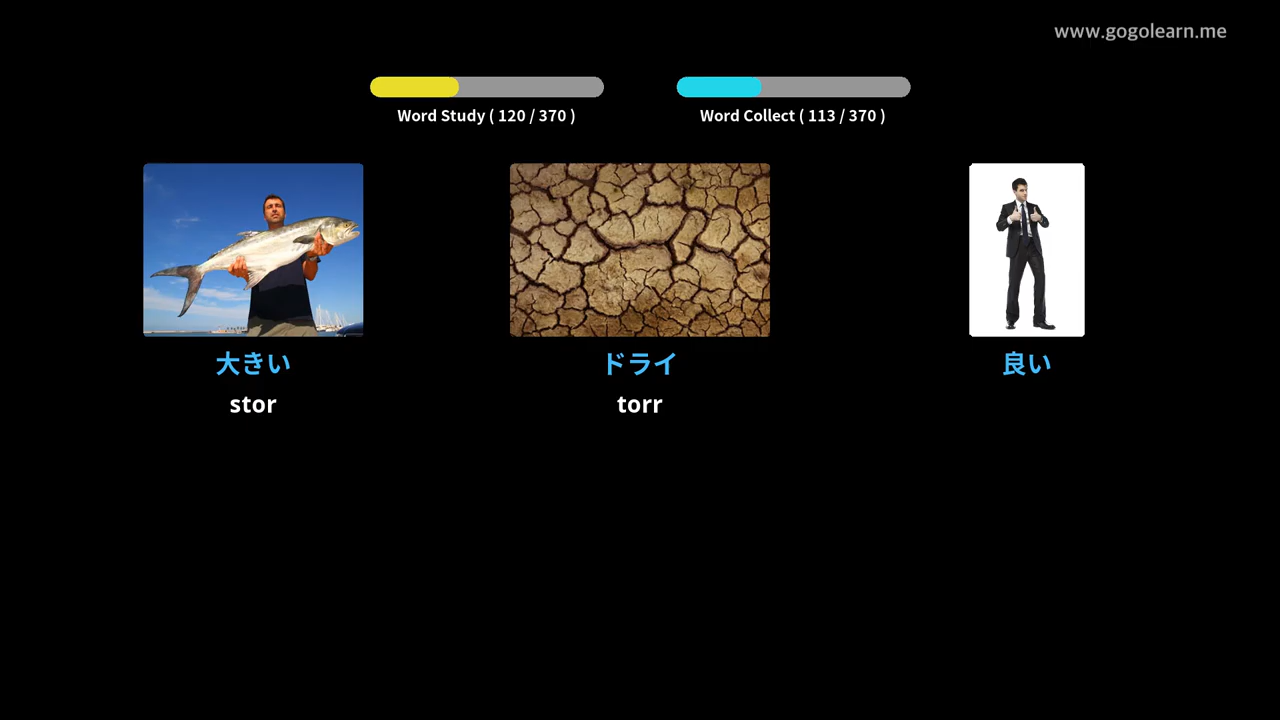 www.gogolearn.me
Word Study ( 120 / 370 )
Word Collect ( 113 / 370 )
大きい
ドライ
良い
stor
torr